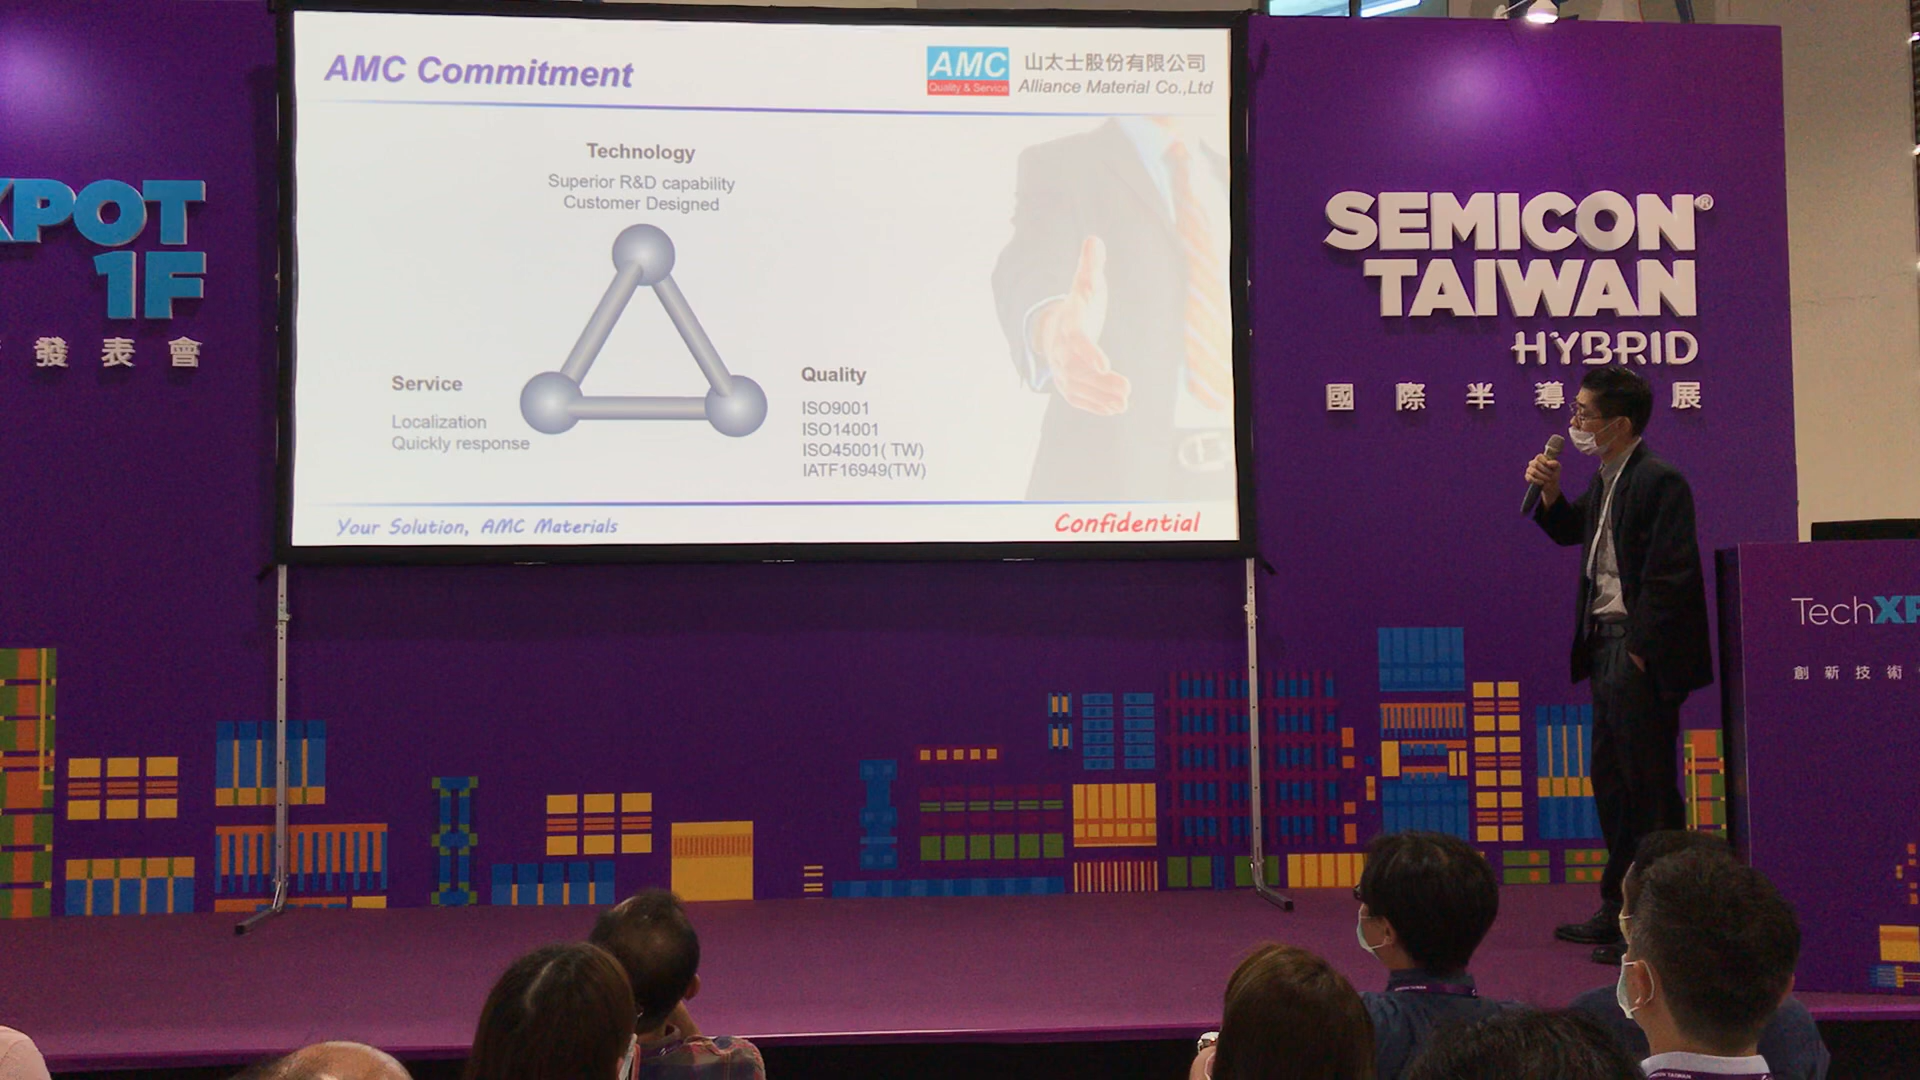 AMC Commitment
AMC
Quality & Service
山太士股份有限公司
Alliance Material Co.,Ltd
Technology
Superior R&D capability
Customer Designed
Service
Localization
Quickly response
Quality
ISO9001
ISO14001
ISO45001( TW)
IATF16949(TW)
Your Solution, AMC Materials
Confidential
XPOT
1F
發表會
SEMICON®
TAIWAN
HYBRID
國際半導 展
TechXP
創新技術